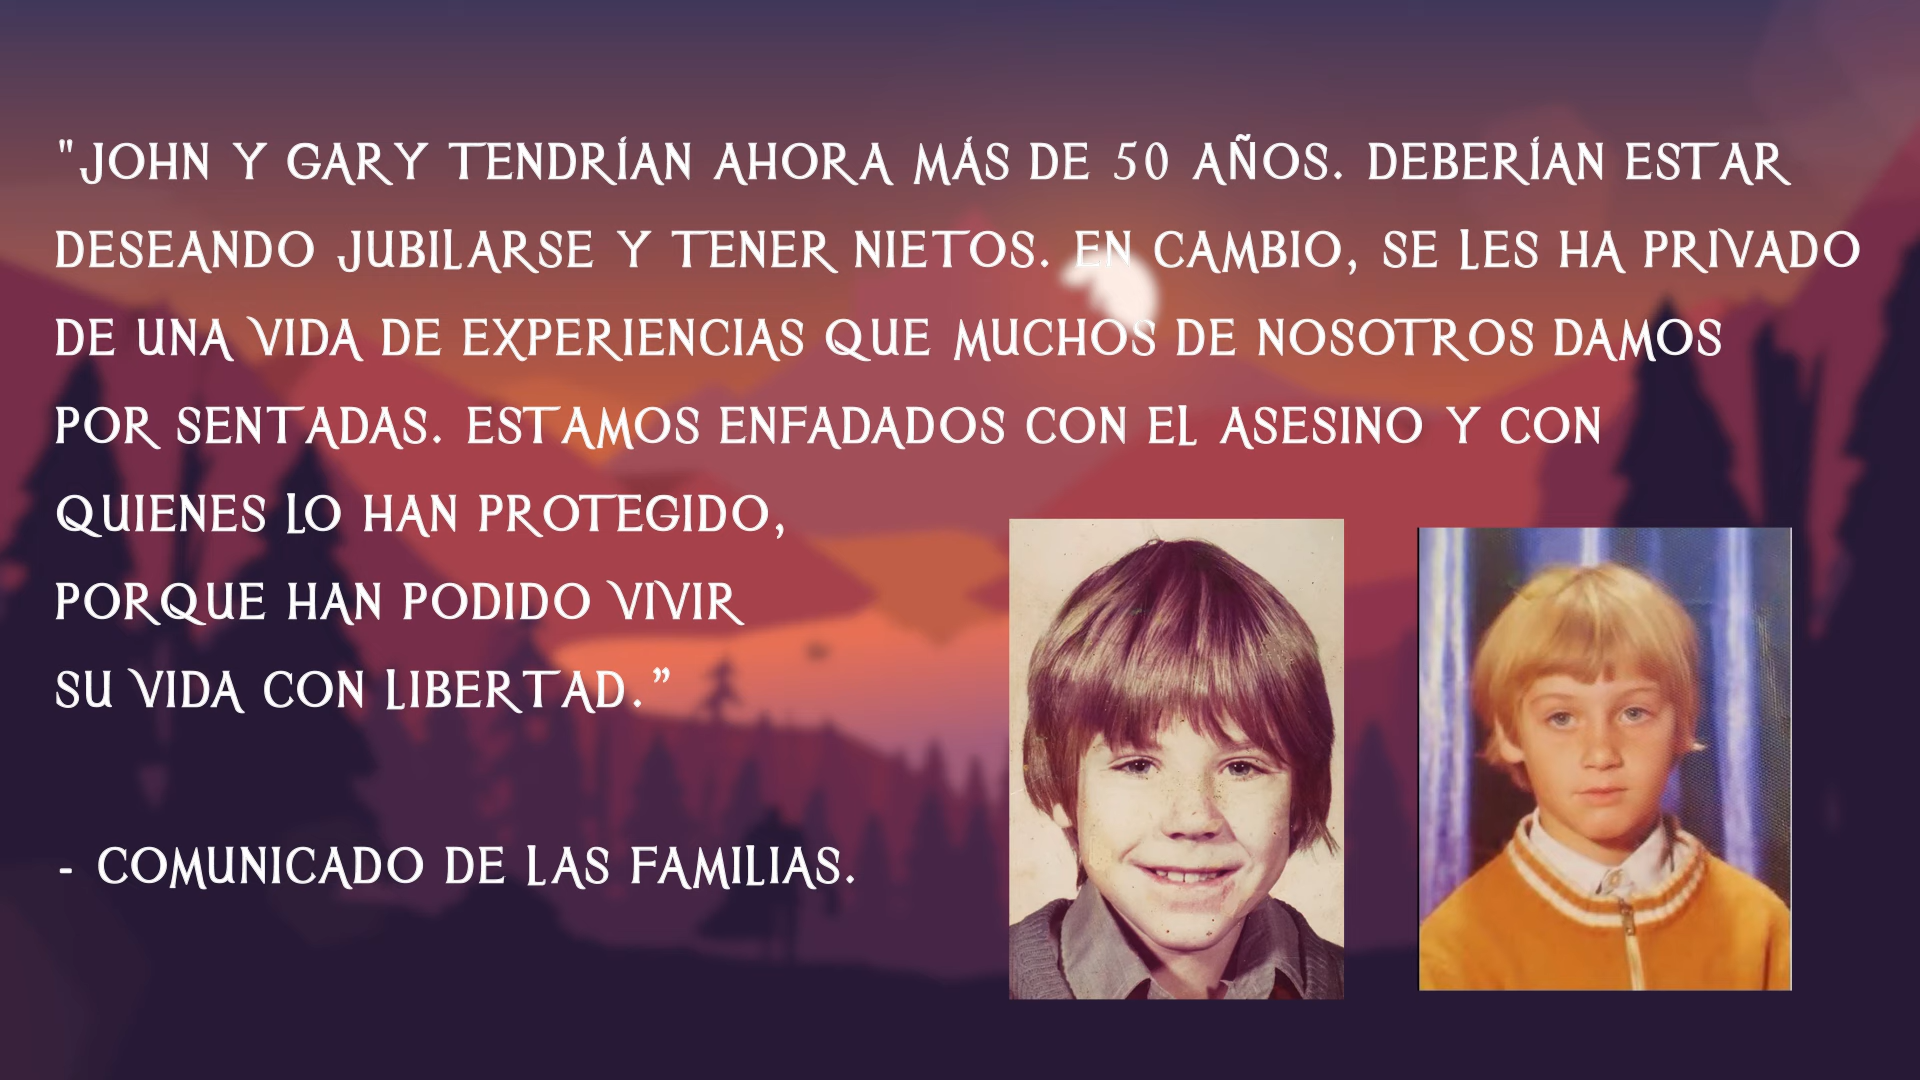 "JOHN Y GARY TENDRÍAN AHORA MÁS DE 50 AÑOS. DEBERÍAN ESTAR
DESEANDO JUBILARSE Y TENER NIETOS. EN CAMBIO, SE LES HA PRIVADO
DE UNA VIDA DE EXPERIENCIAS QUE MUCHOS DE NOSOTROS DAMOS
POR SENTADAS. ESTAMOS ENFADADOS CON EL ASESINO Y CON
QUIENES LO HAN PROTEGIDO,
PORQUE HAN PODIDO VIVIR
SU VIDA CON LIBERTAD.”
- COMUNICADO DE LAS FAMILIAS.